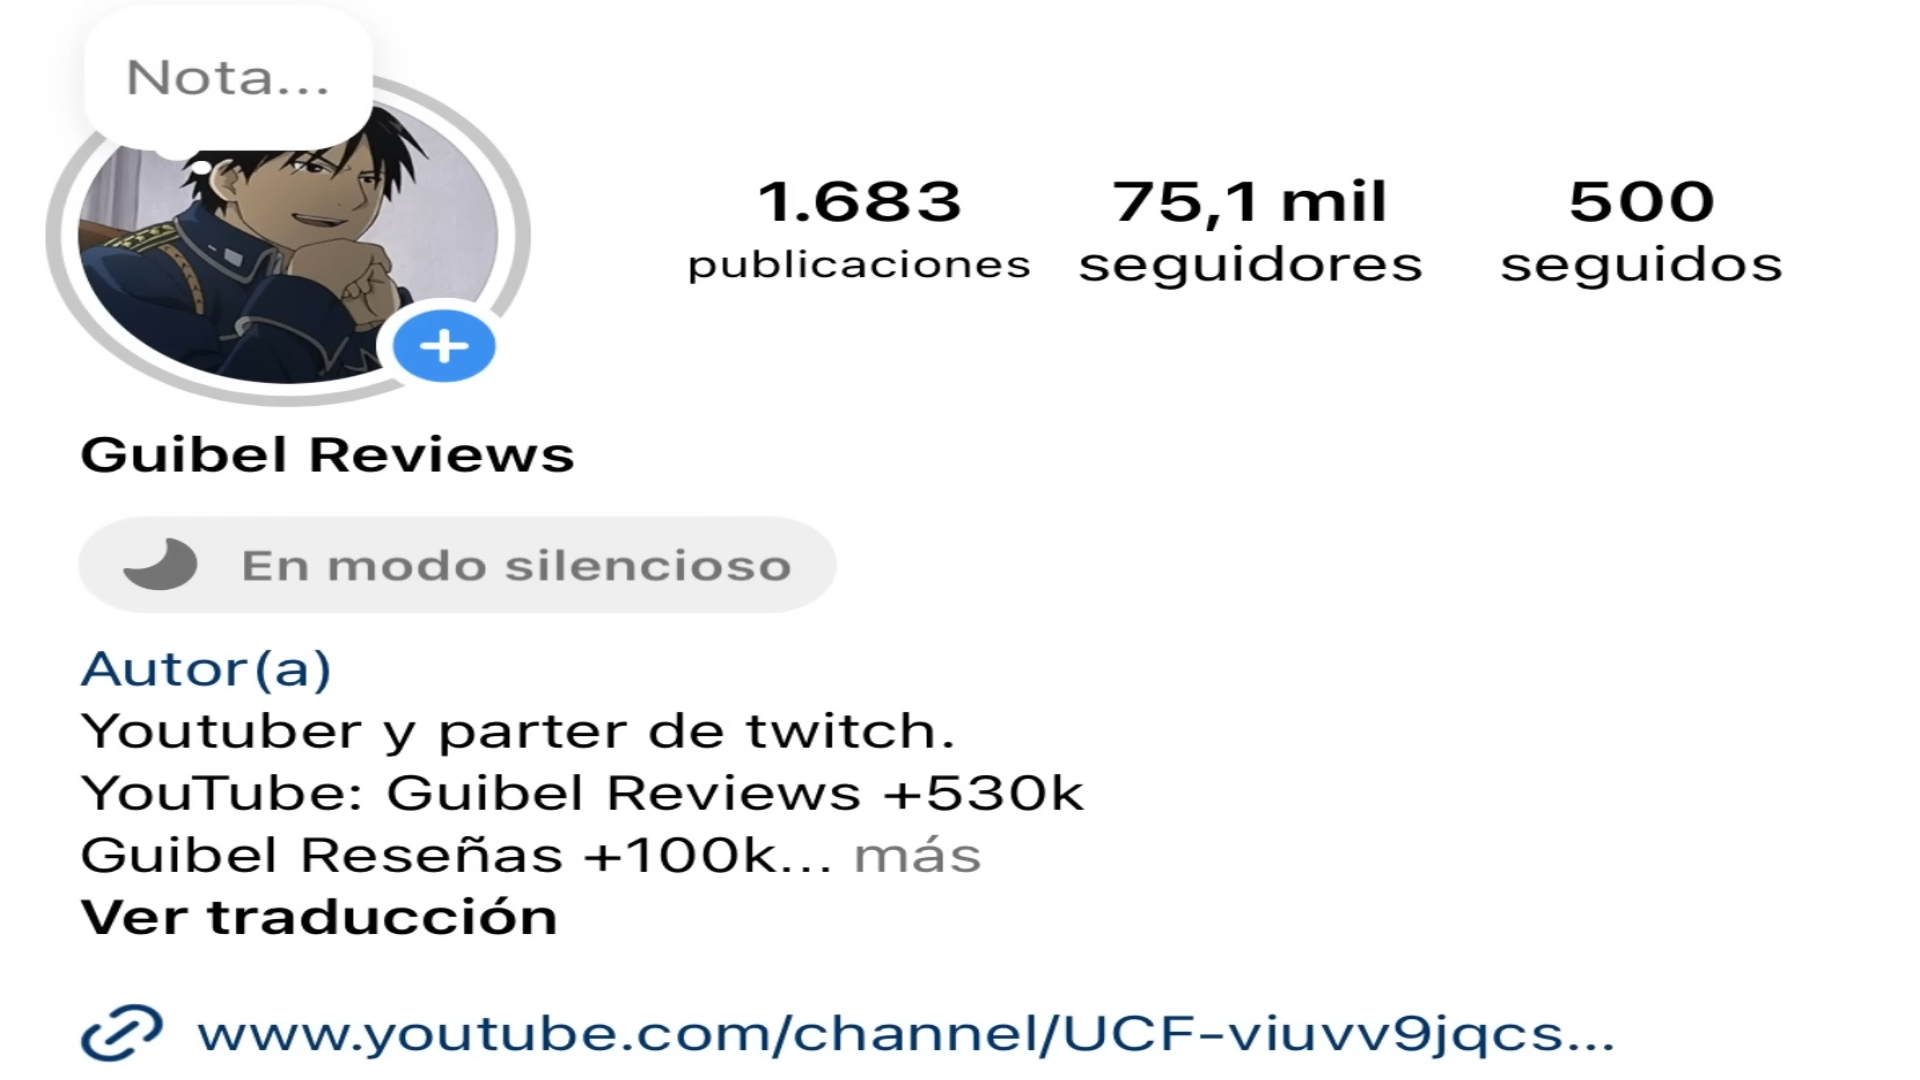 Nota...
1.683 75,1 mil 500
publicaciones seguidores seguidos
Guibel Reviews
En modo silencioso
Autor(a)
Youtuber y parter de twitch.
YouTube: Guibel Reviews +530k
Guibel Reseñas +100k... más
Ver traducción
www.youtube.com/channel/UCF-viuvv9jqcs...